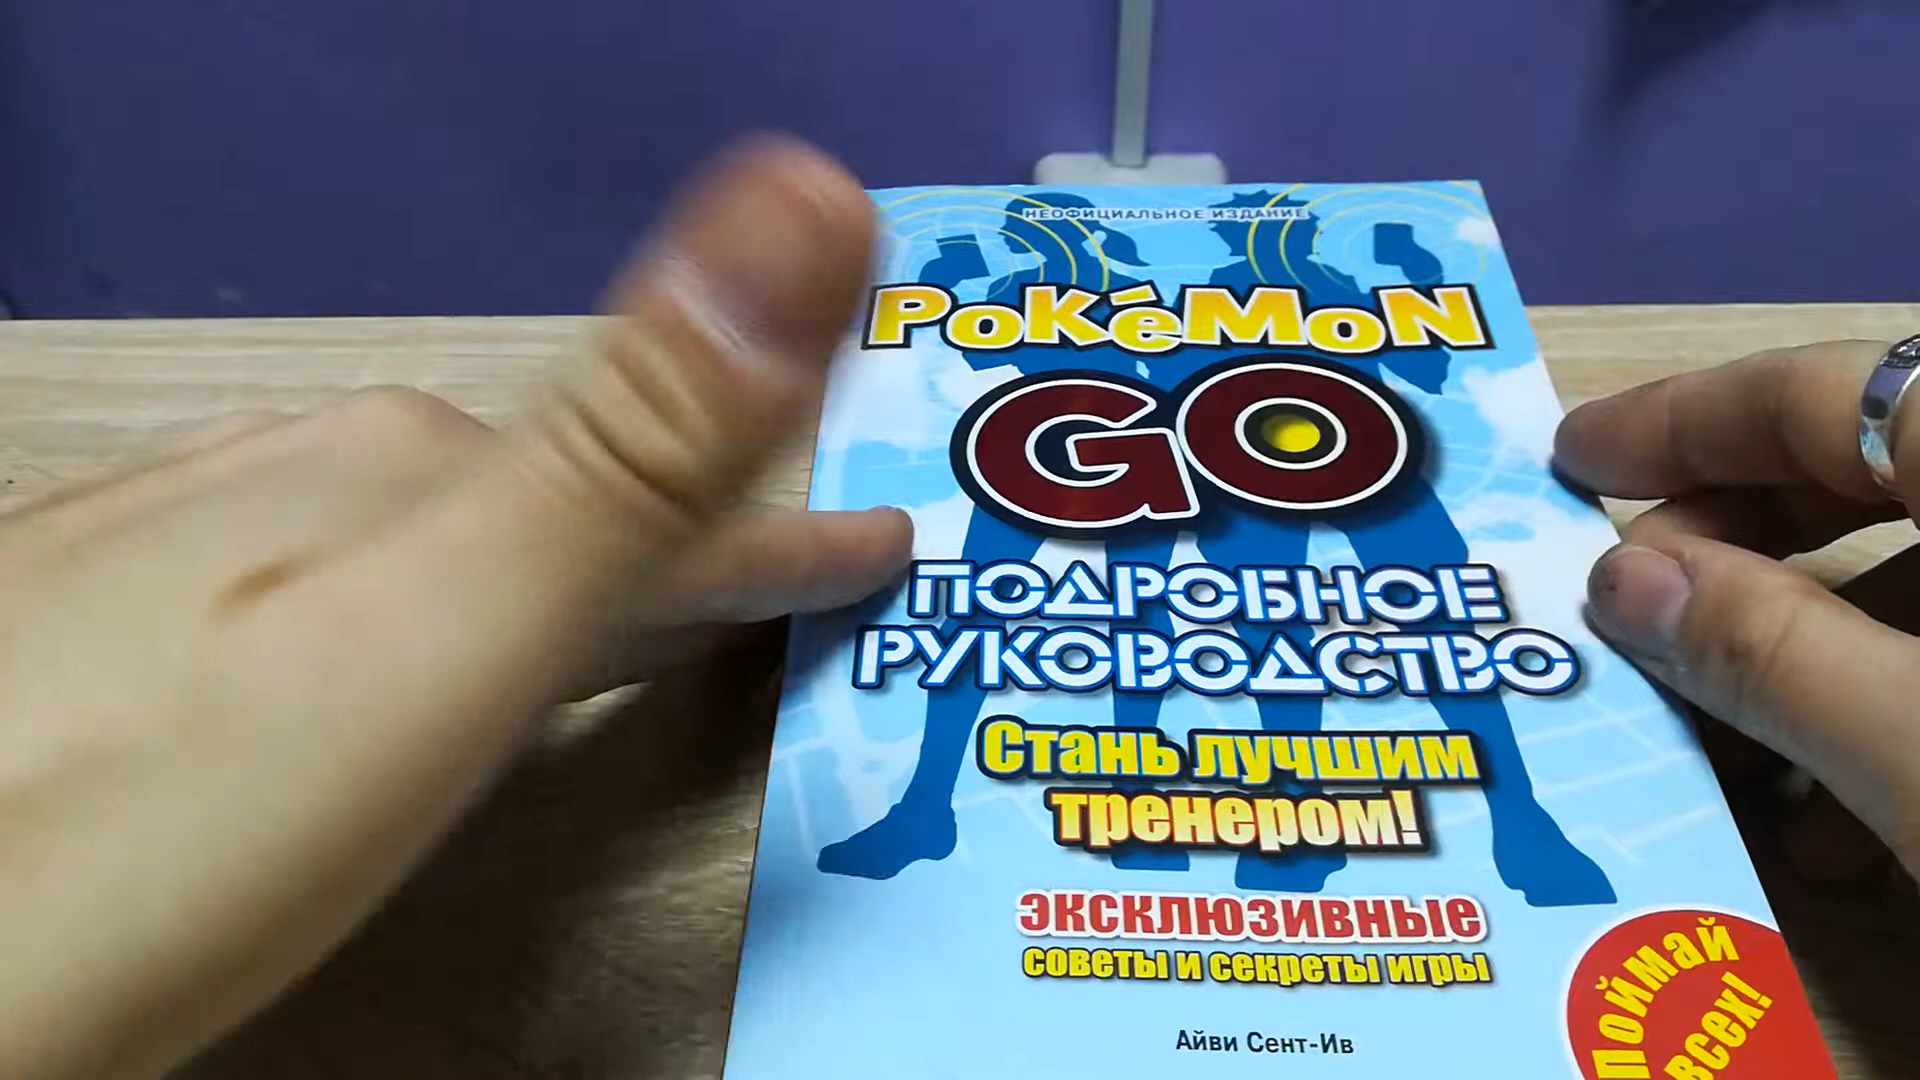 НЕОФИЦИАЛЬНОЕ ИЗДАНИЕ
PoKéMoN
GO
ПОДРОБНОЕ
РУКОВОДСТВО
Стань лучшим
тренером!
ЭКСКЛЮЗИВНЫЕ
советы и секреты игры
Айви Сент-Ив
ПОЙМАЙ
ВСЕХ!